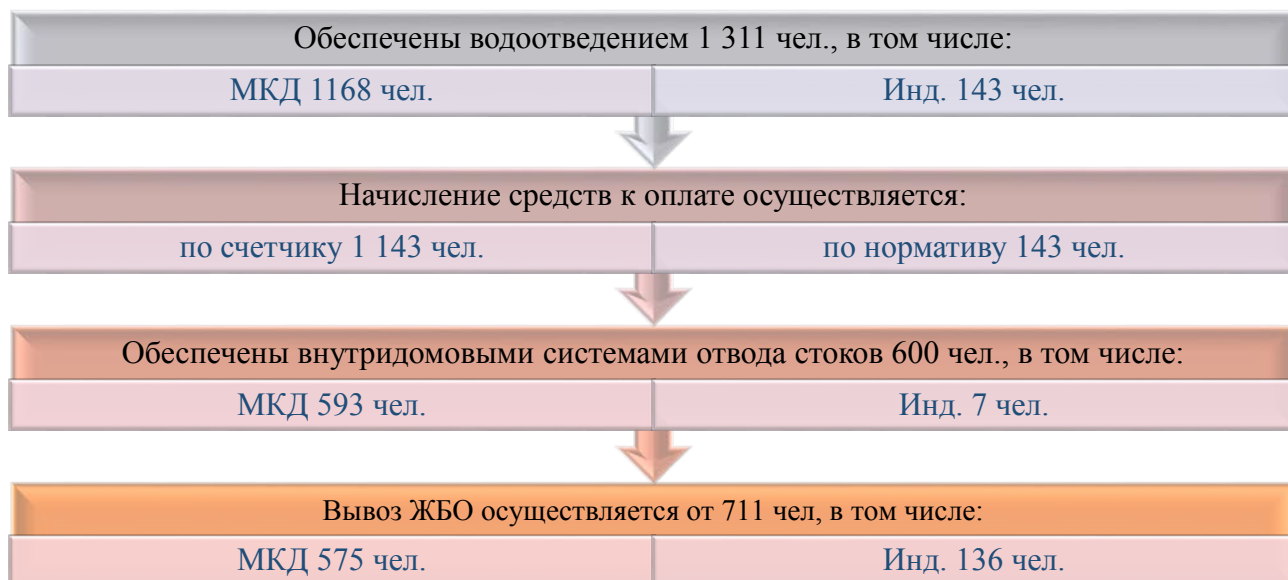 Обеспечены водоотведением 1 311 чел., в том числе:
МКД 1168 чел.
Инд. 143 чел.
Начисление средств к оплате осуществляется:
по счетчику 1 143 чел.
по нормативу 143 чел.
Обеспечены внутридомовыми системами отвода стоков 600 чел., в том числе:
МКД 593 чел.
Инд. 7 чел.
Вывоз ЖБО осуществляется от 711 чел, в том числе:
МКД 575 чел.
Инд. 136 чел.